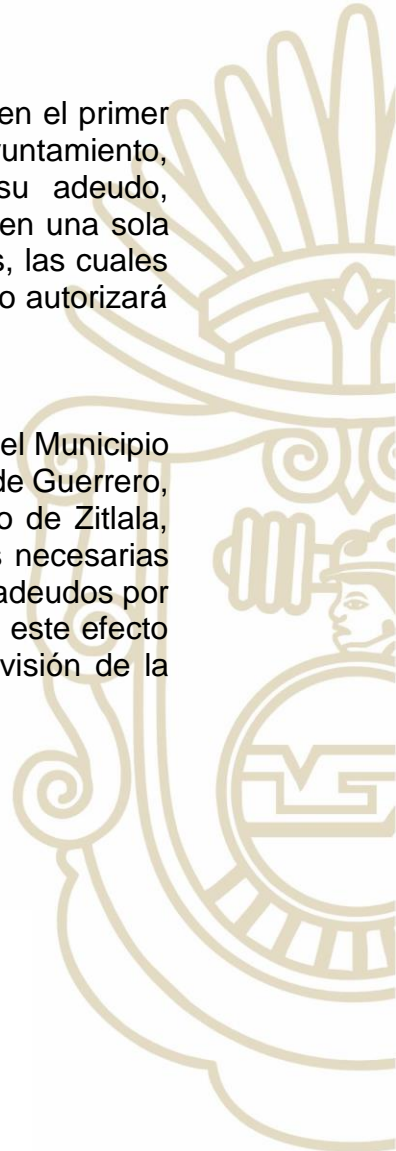 en el primer
untamiento,
su adeudo,
en una sola
s, las cuales
o autorizará
el Municipio
de Guerrero,
o de Zitlala,
s necesarias
adeudos por
este efecto
visión de la